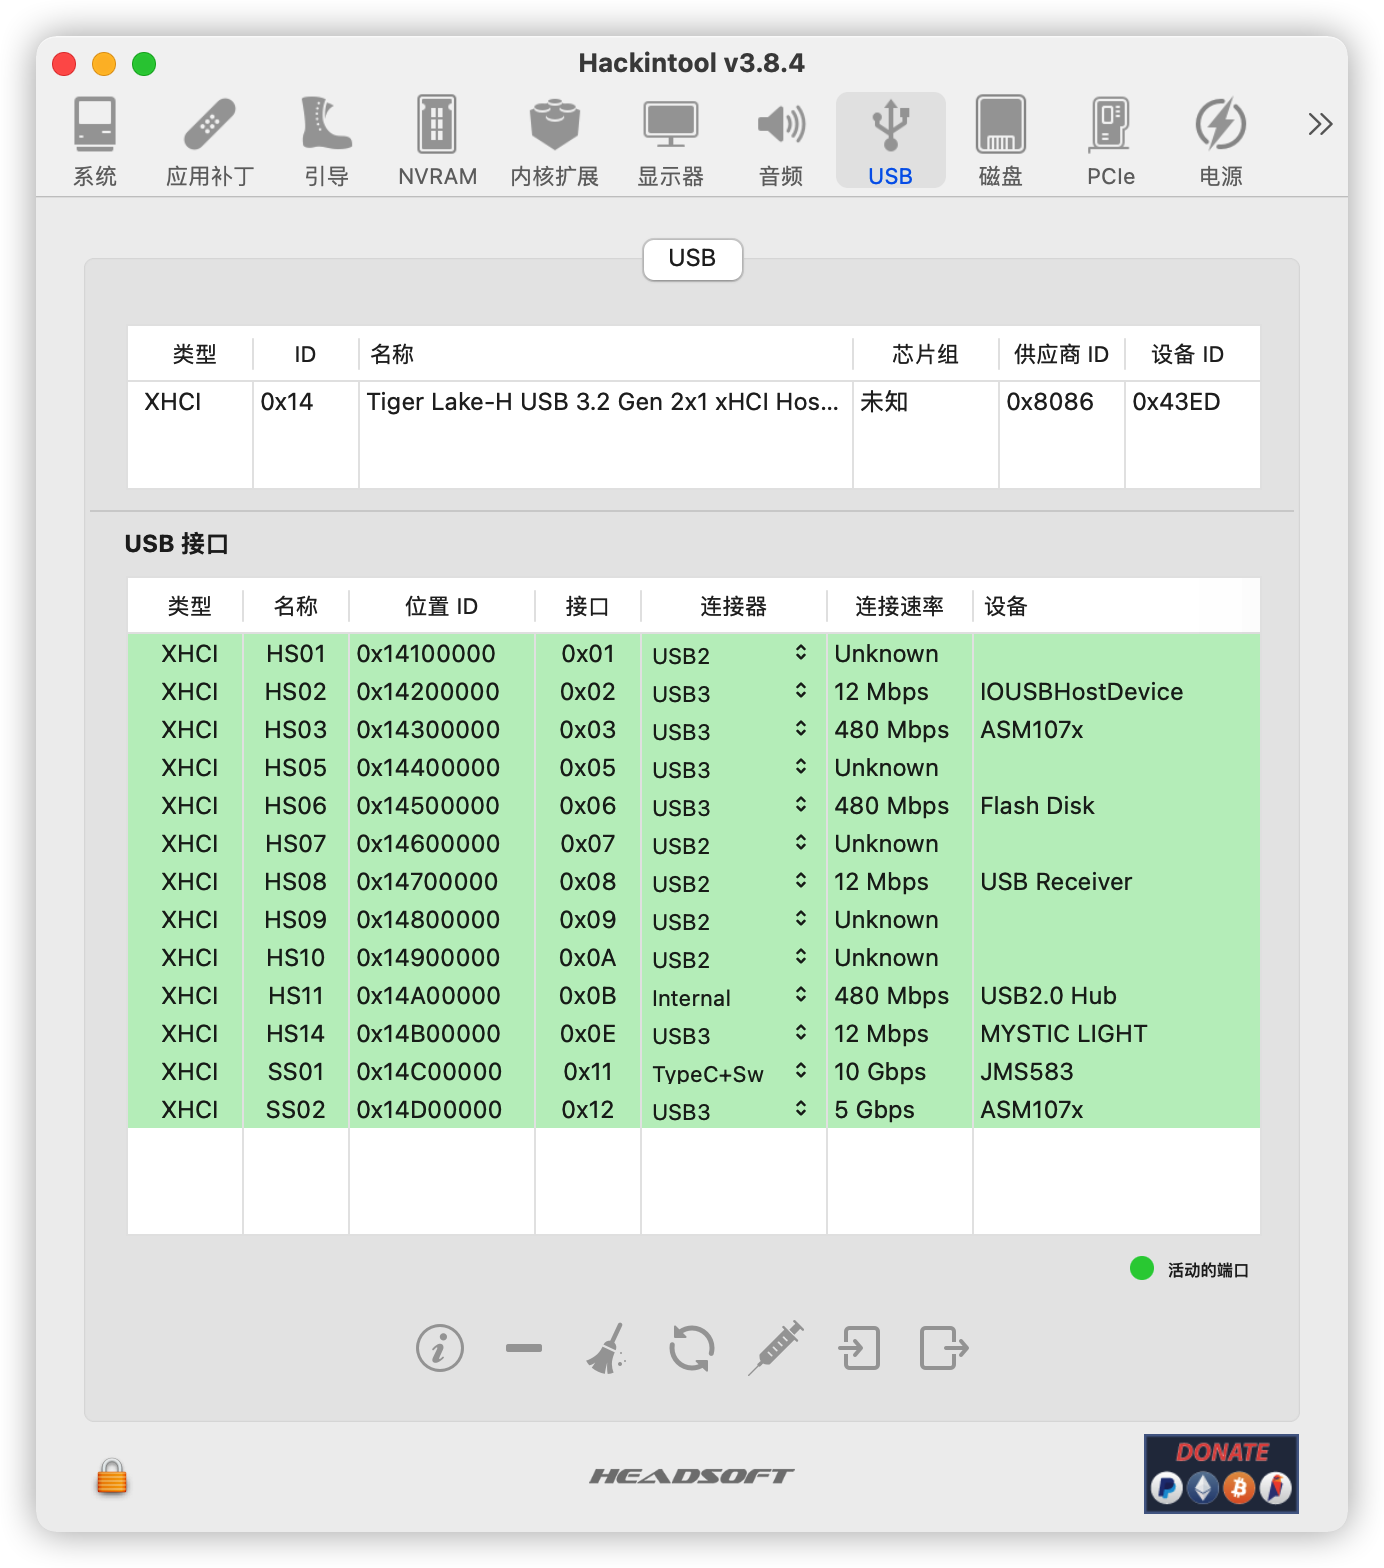 Hackintool v3.8.4
系统 应用补丁 引导 NVRAM 内核扩展 显示器 音频 USB 磁盘 PCIe 电源
USB
类型 ID 名称 芯片组 供应商 ID 设备 ID
XHCI 0x14 Tiger Lake-H USB 3.2 Gen 2x1 xHCI Hos... 未知 0x8086 0x43ED
USB 接口
类型 名称 位置 ID 接口 连接器 连接速率 设备
XHCI HS01 0x14100000 0x01 USB2 Unknown
XHCI HS02 0x14200000 0x02 USB3 12 Mbps IOUSBHostDevice
XHCI HS03 0x14300000 0x03 USB3 480 Mbps ASM107x
XHCI HS05 0x14400000 0x05 USB3 Unknown
XHCI HS06 0x14500000 0x06 USB3 480 Mbps Flash Disk
XHCI HS07 0x14600000 0x07 USB2 Unknown
XHCI HS08 0x14700000 0x08 USB2 12 Mbps USB Receiver
XHCI HS09 0x14800000 0x09 USB2 Unknown
XHCI HS10 0x14900000 0x0A USB2 Unknown
XHCI HS11 0x14A00000 0x0B Internal 480 Mbps USB2.0 Hub
XHCI HS14 0x14B00000 0x0E USB3 12 Mbps MYSTIC LIGHT
XHCI SS01 0x14C00000 0x11 TypeC+Sw 10 Gbps JMS583
XHCI SS02 0x14D00000 0x12 USB3 5 Gbps ASM107x
活动的端口
HEADSOFT
DONATE